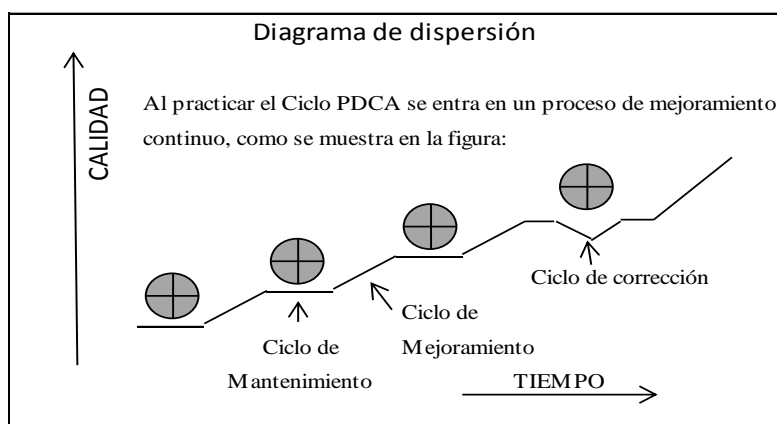 Diagrama de dispersión
CALIDAD
Al practicar el Ciclo PDCA se entra en un proceso de mejoramiento
continuo, como se muestra en la figura:
Ciclo de corrección
Ciclo de
Mejoramiento
Ciclo de
Mantenimiento
TIEMPO